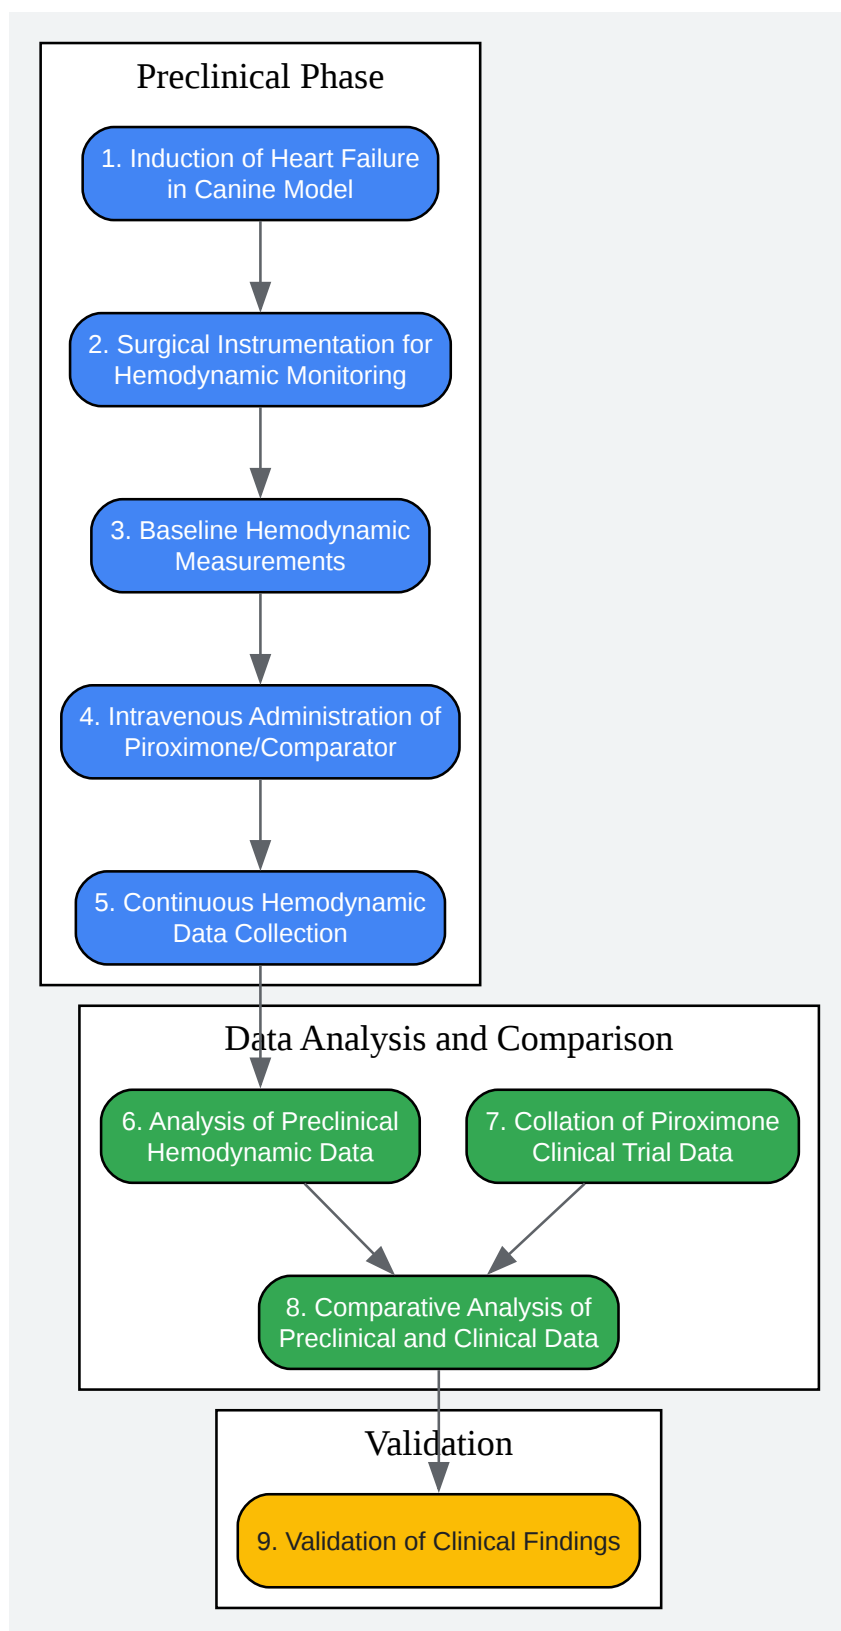 Preclinical Phase
1. Induction of Heart Failure
in Canine Model
2. Surgical Instrumentation for
Hemodynamic Monitoring
3. Baseline Hemodynamic
Measurements
4. Intravenous Administration of
Piroximone/Comparator
5. Continuous Hemodynamic
Data Collection
Data Analysis and Comparison
6. Analysis of Preclinical
Hemodynamic Data
7. Collation of Piroximone
Clinical Trial Data
8. Comparative Analysis of
Preclinical and Clinical Data
Validation
9. Validation of Clinical Findings